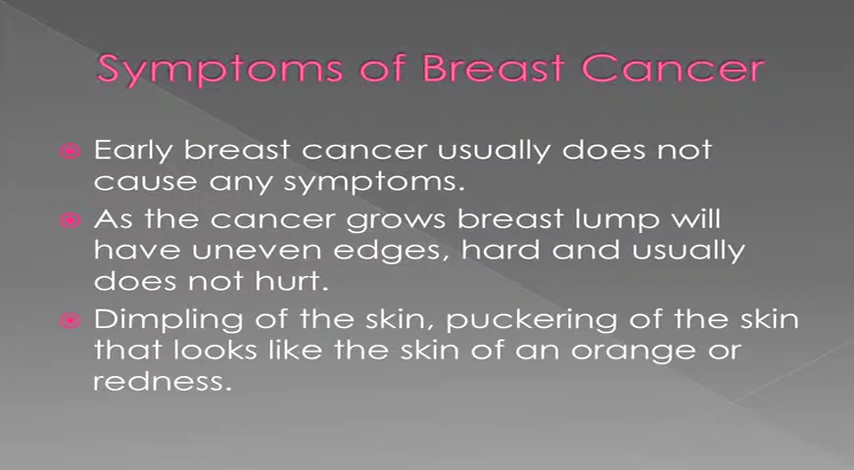 Symptoms of Breast Cancer
Early breast cancer usually does not
cause any symptoms.
As the cancer grows breast lump will
have uneven edges, hard and usually
does not hurt.
Dimpling of the skin, puckering of the skin
that looks like the skin of an orange or
redness.